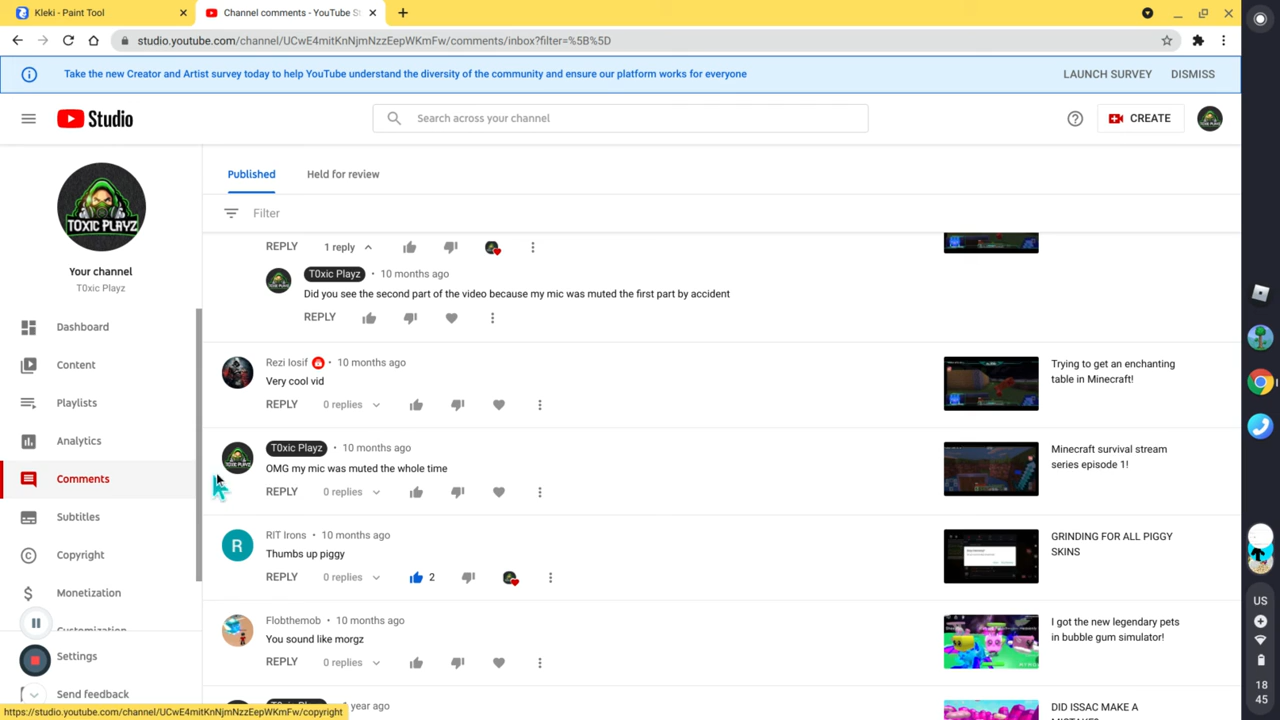 Kleki - Paint Tool
Channel comments - YouTube St
studio.youtube.com/channel/UCwE4mitKnNjmNzzEepWKmFw/comments/inbox?filter=%5B%5D
Take the new Creator and Artist survey today to help YouTube understand the diversity of the community and ensure our platform works for everyone
LAUNCH SURVEY
DISMISS
Studio
Search across your channel
CREATE
TOXIC PLAYZ
Your channel
T0xic Playz
Dashboard
Content
Playlists
Analytics
Comments
Subtitles
Copyright
Monetization
Customization
Settings
Send feedback
Published
Held for review
Filter
REPLY
1 reply
T0xic Playz • 10 months ago
Did you see the second part of the video because my mic was muted the first part by accident
REPLY
Rezi Iosif • 10 months ago
Very cool vid
REPLY
0 replies
Trying to get an enchanting
table in Minecraft!
T0xic Playz • 10 months ago
OMG my mic was muted the whole time
REPLY
0 replies
Minecraft survival stream
series episode 1!
R
RIT Irons • 10 months ago
Thumbs up piggy
REPLY
0 replies
2
GRINDING FOR ALL PIGGY
SKINS
Flobthemob • 10 months ago
You sound like morgz
REPLY
0 replies
I got the new legendary pets
in bubble gum simulator!
T0xic Playz
year ago
DID ISSAC MAKE A
https://studio.youtube.com/channel/UCwE4mitKnNjmNzzEepWKmFw/copyright
US
18
45